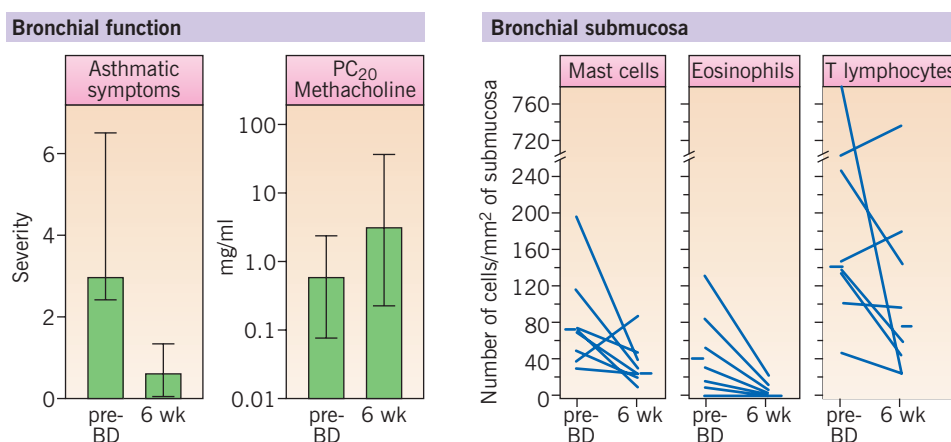 Bronchial function
Asthmatic
symptoms
PC20
Methacholine
Severity
6
4
2
0
pre-
BD
6 wk
mg/ml
100
10
1.0
0.1
0.01
pre-
BD
6 wk
Bronchial submucosa
Mast cells
Eosinophils
T lymphocytes
Number of cells/mm2 of submucosa
760
720
240
200
160
120
80
40
0
pre-
BD
6 wk
pre-
BD
6 wk
pre-
BD
6 wk